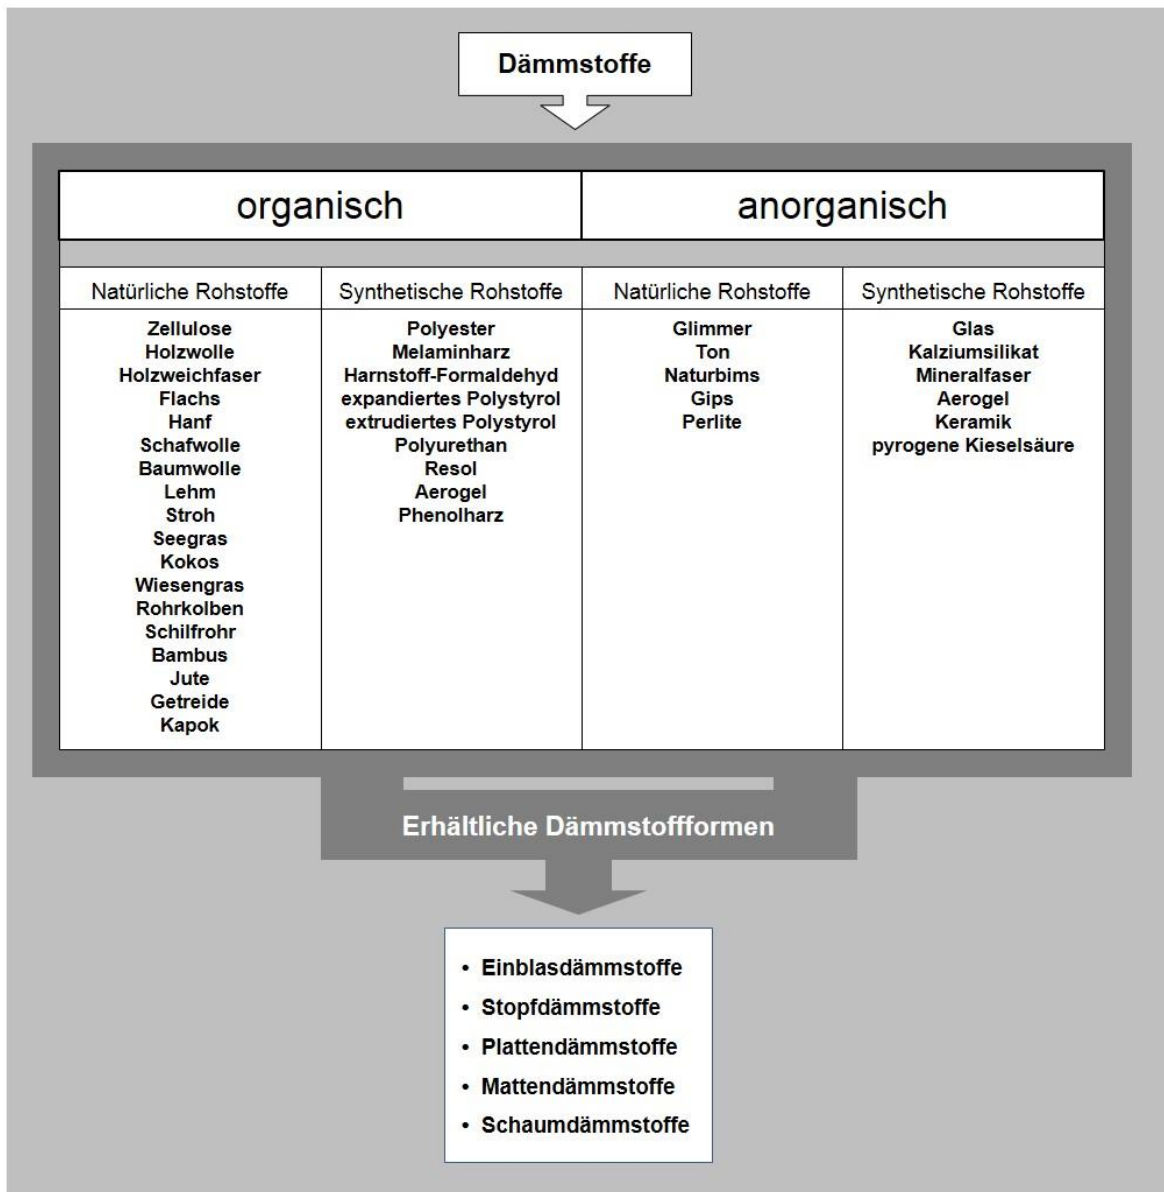 Dämmstoffe
organisch
anorganisch
Natürliche Rohstoffe
Zellulose
Holzwolle
Holzweichfaser
Flachs
Hanf
Schafwolle
Baumwolle
Lehm
Stroh
Seegras
Kokos
Wiesengras
Rohrkolben
Schilfrohr
Bambus
Jute
Getreide
Kapok
Synthetische Rohstoffe
Polyester
Melaminharz
Harnstoff-Formaldehyd
expandiertes Polystyrol
extrudiertes Polystyrol
Polyurethan
Resol
Aerogel
Phenolharz
Natürliche Rohstoffe
Glimmer
Ton
Naturbims
Gips
Perlite
Synthetische Rohstoffe
Glas
Kalziumsilikat
Mineralfaser
Aerogel
Keramik
pyrogene Kieselsäure
Erhältliche Dämmstoffformen
• Einblasdämmstoffe
• Stopfdämmstoffe
• Plattendämmstoffe
• Mattendämmstoffe
• Schaumdämmstoffe